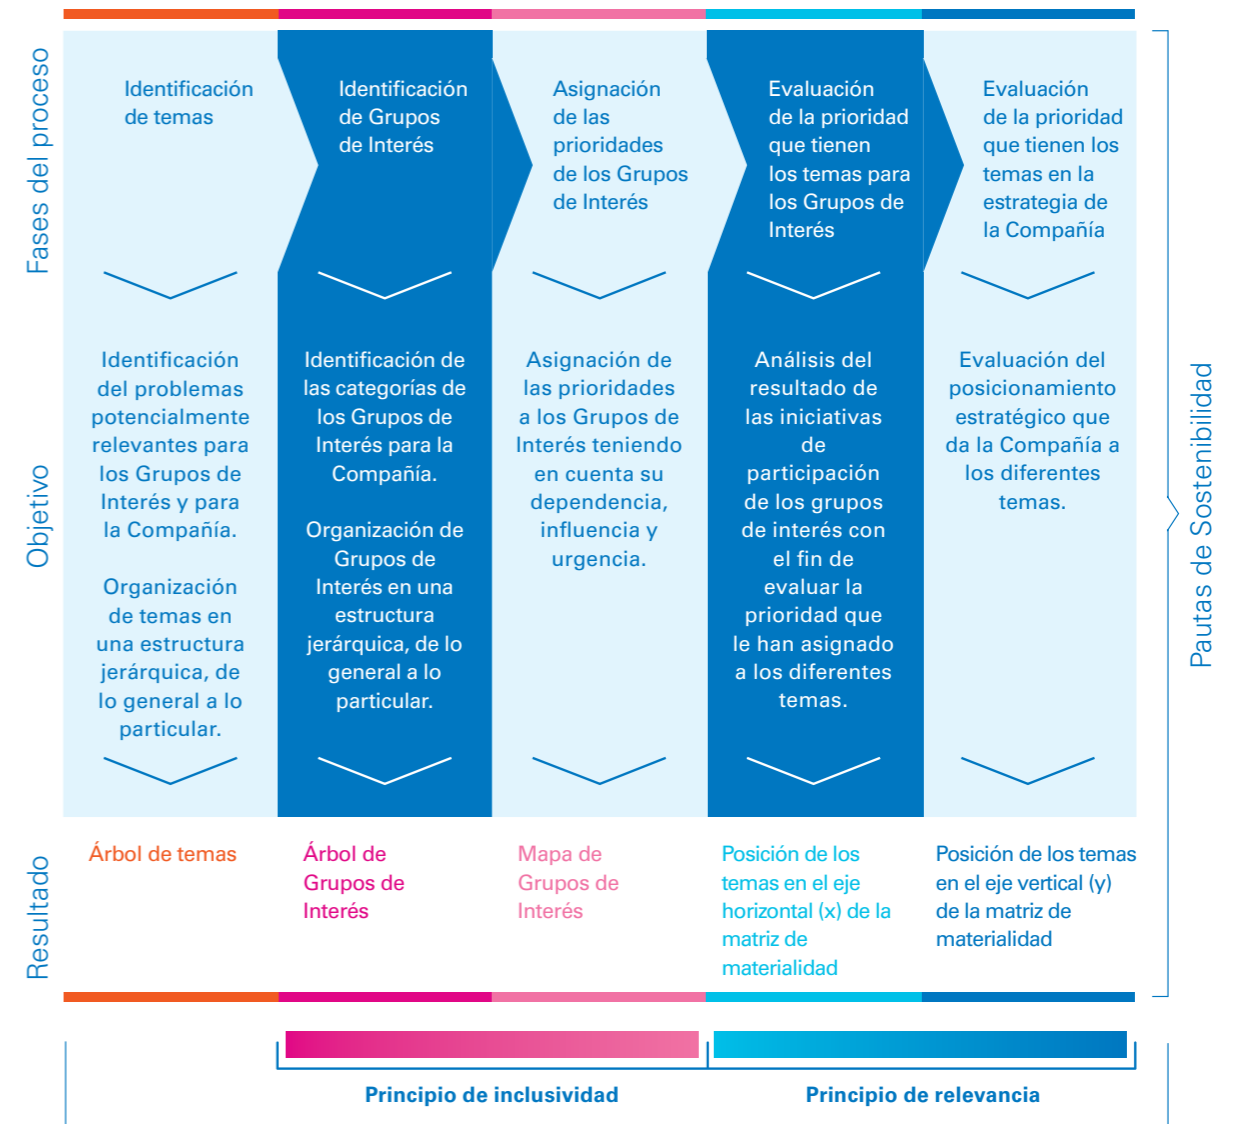 Fases del proceso
Identificación
de temas
Identificación
de Grupos
de Interés
Asignación
de las
prioridades
de los Grupos
de Interés
Evaluación
de la prioridad
que tienen
los temas para
los Grupos de
Interés
Evaluación
de la prioridad
que tienen los
temas en la
estrategia de
la Compañía
Objetivo
Identificación
del problemas
potencialmente
relevantes para
los Grupos de
Interés y para
la Compañía.
Organización
de temas en
una estructura
jerárquica, de
lo general a lo
particular.
Identificación de
las categorías de
los Grupos de
Interés para la
Compañía.
Organización de
Grupos de
Interés en una
estructura
jerárquica, de lo
general a lo
particular.
Asignación de
las prioridades
a los Grupos de
Interés teniendo
en cuenta su
dependencia,
influencia y
urgencia.
Análisis del
resultado de
las iniciativas
de
participación
de los grupos
de interés con
el fin de
evaluar la
prioridad que
le han asignado
a los diferentes
temas.
Evaluación del
posicionamiento
estratégico que
da la Compañía a
los diferentes
temas.
Resultado
Árbol de temas
Árbol de
Grupos de
Interés
Mapa de
Grupos de
Interés
Posición de los
temas en el eje
horizontal (x) de la
matriz de
materialidad
Posición de los temas
en el eje vertical (y)
de la matriz de
materialidad
Pautas de Sostenibilidad
Principio de inclusividad
Principio de relevancia